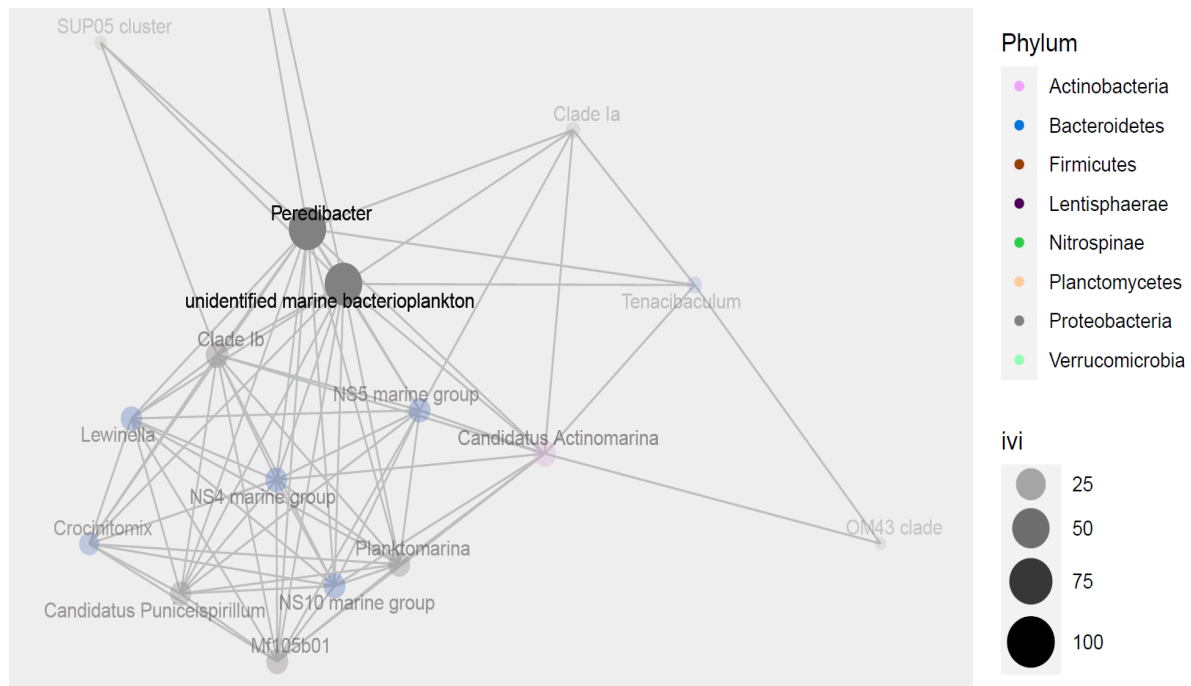 SUP05 cluster
Clade Ia
Peredibacter
unidentified marine bacterioplankton
Tenacibaculum
Clade Ib
NS5 marine group
Lewinella
Candidatus Actinomarina
NS4 marine group
Crocinitomix
OM43 clade
Planktomarina
Candidatus Puniceispirillum
NS10 marine group
Mf105b01
Phylum
Actinobacteria
Bacteroidetes
Firmicutes
Lentisphaerae
Nitrospinae
Planctomycetes
Proteobacteria
Verrucomicrobia
ivi
25
50
75
100